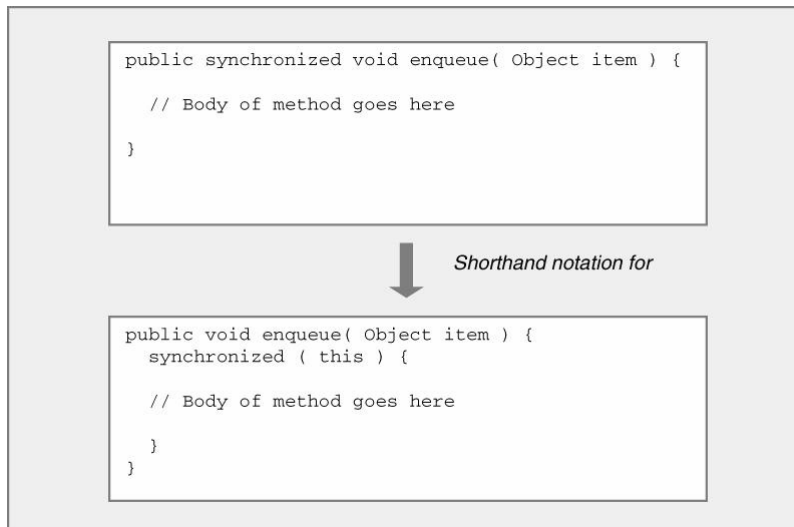 public synchronized void enqueue( Object item ) {
// Body of method goes here
}
Shorthand notation for
public void enqueue( Object item ) {
synchronized ( this ) {
// Body of method goes here
}
}